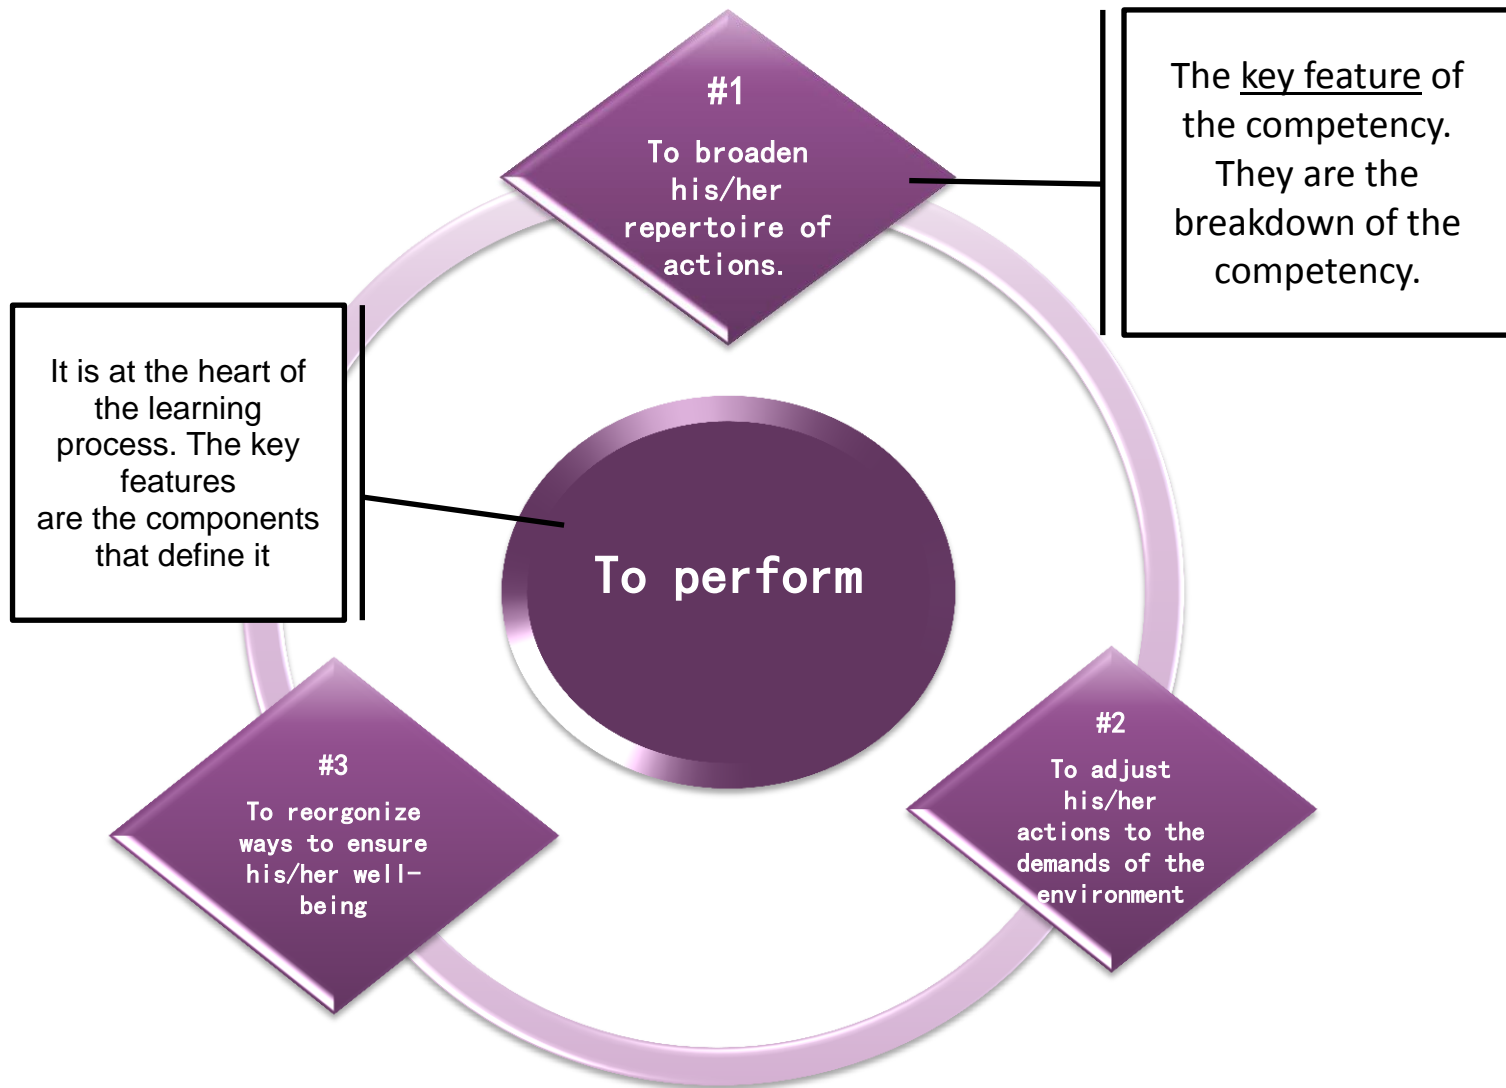 #1
To broaden
his/her
repertoire of
actions.
The key feature of
the competency.
They are the
breakdown of the
competency.
It is at the heart of
the learning
process. The key
features
are the components
that define it
To perform
#2
To adjust
his/her
actions to the
demands of the
environment
#3
To reorgonize
ways to ensure
his/her well-
being